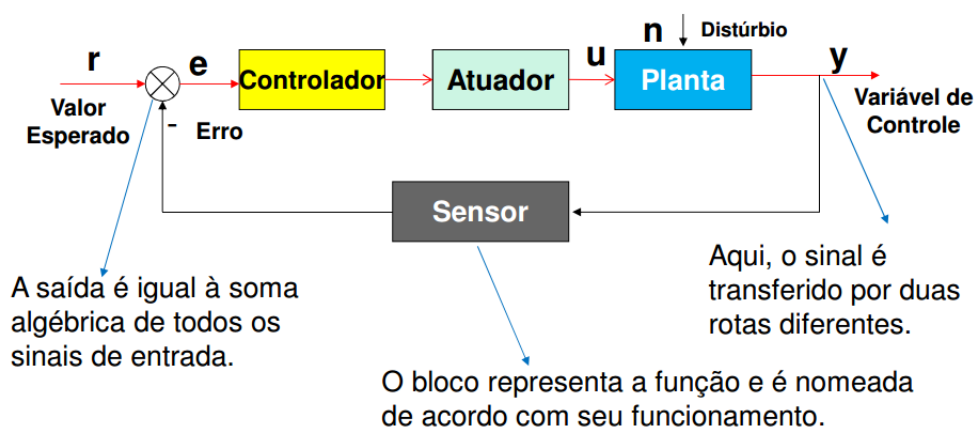 n
Distúrbio
r
e
Controlador
Atuador
u
Planta
y
Valor
Esperado
-
Erro
Variável de
Controle
Sensor
A saída é igual à soma
algébrica de todos os
sinais de entrada.
Aqui, o sinal é
transferido por duas
rotas diferentes.
O bloco representa a função e é nomeada
de acordo com seu funcionamento.